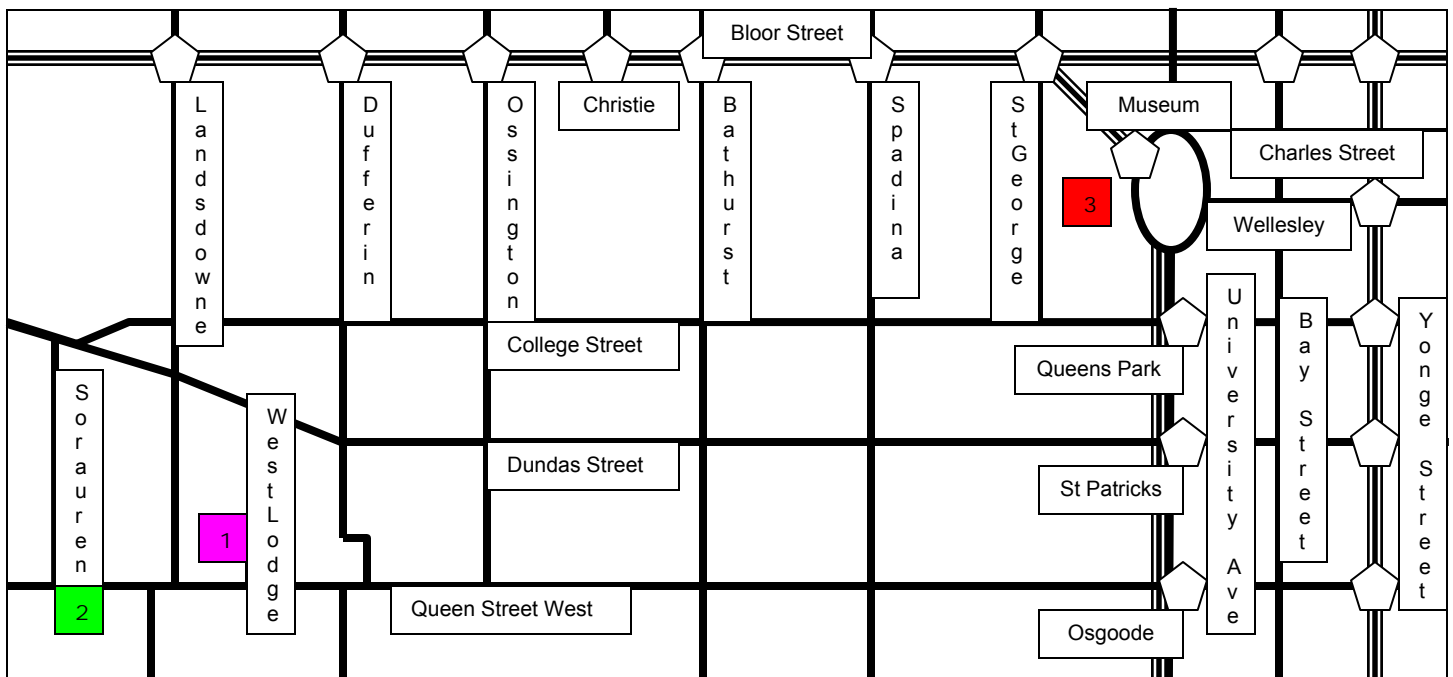 Bloor Street
Landsdowne
Dufferin
Ossington
Christie
Bathurst
Spadina
StGeorge
Museum
Charles Street
3
Wellesley
University Ave
Bay Street
Yonge Street
College Street
Queens Park
Sorauren
WestLodge
Dundas Street
St Patricks
1
2
Queen Street West
Osgoode